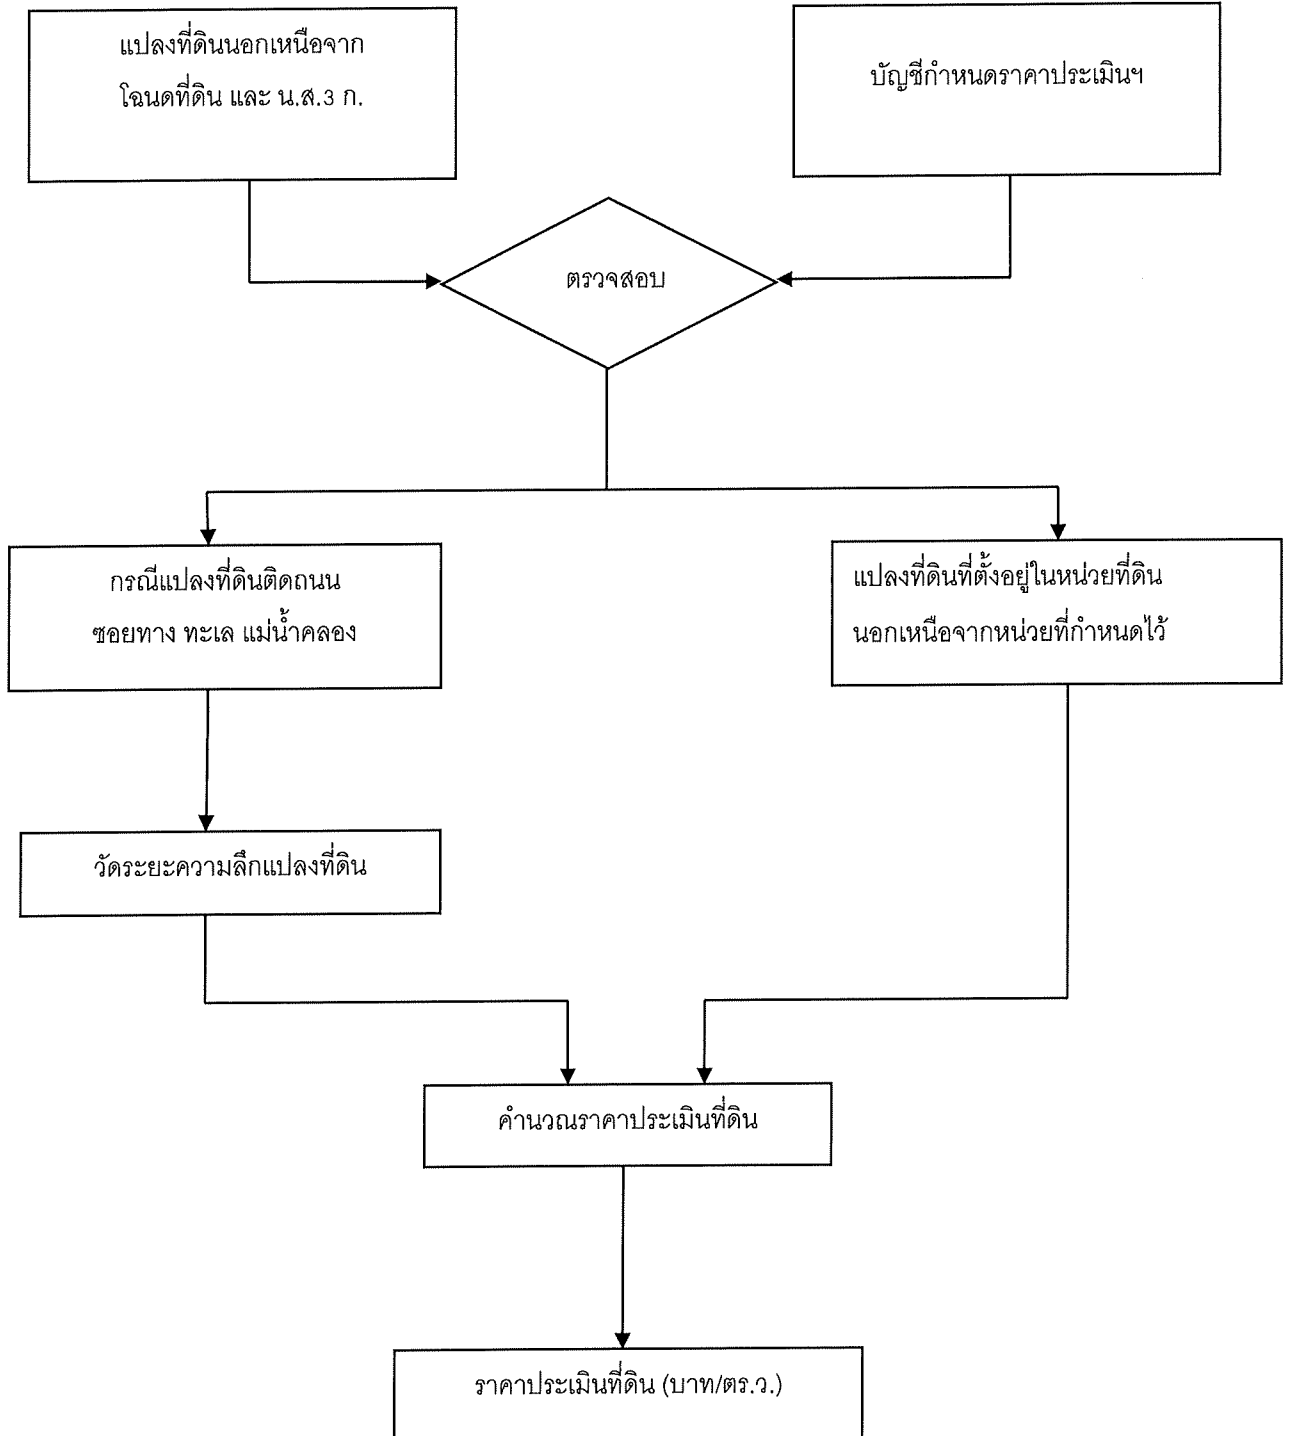 แปลงที่ดินนอกเหนือจาก
โฉนดที่ดิน และ น.ส.3 ก.
บัญชีกำหนดราคาประเมินฯ
ตรวจสอบ
กรณีแปลงที่ดินติดถนน
ซอยทาง ทะเล แม่น้ำคลอง
แปลงที่ดินที่ตั้งอยู่ในหน่วยที่ดิน
นอกเหนือจากหน่วยที่กำหนดไว้
วัดระยะความลึกแปลงที่ดิน
คำนวณราคาประเมินที่ดิน
ราคาประเมินที่ดิน (บาท/ตร.ว.)